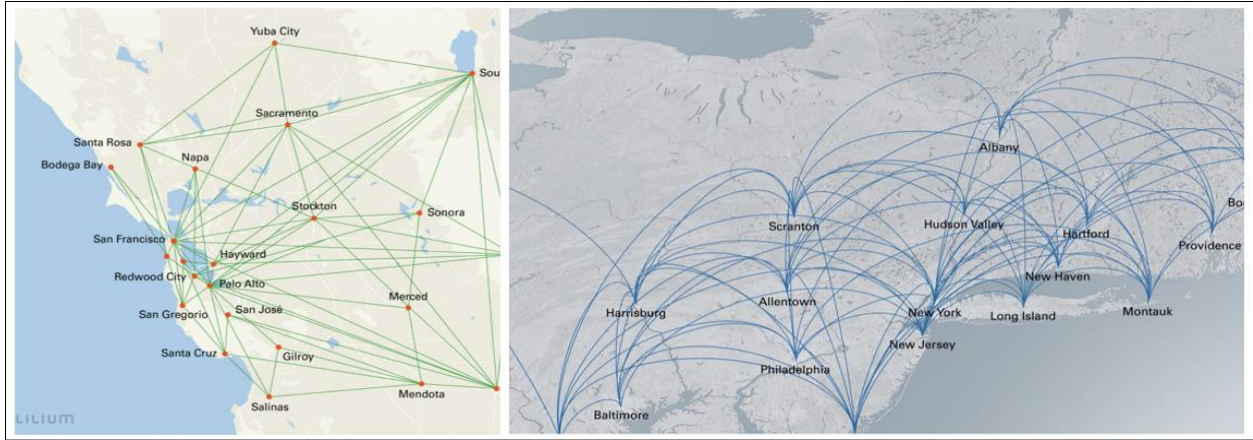 Yuba City
Sou
Sacramento
Santa Rosa
Napa
Bodega Bay
Stockton
Sonora
San Francisco
Hayward
Redwood City
Palo Alto
Merced
San Gregorio
San José
Santa Cruz
Gilroy
Mendota
Salinas
LILIUM
Albany
Bo
Scranton
Hudson Valley
Hartford
Providence
New Haven
Allentown
Harrisburg
New York
Long Island
Montauk
New Jersey
Philadelphia
Baltimore